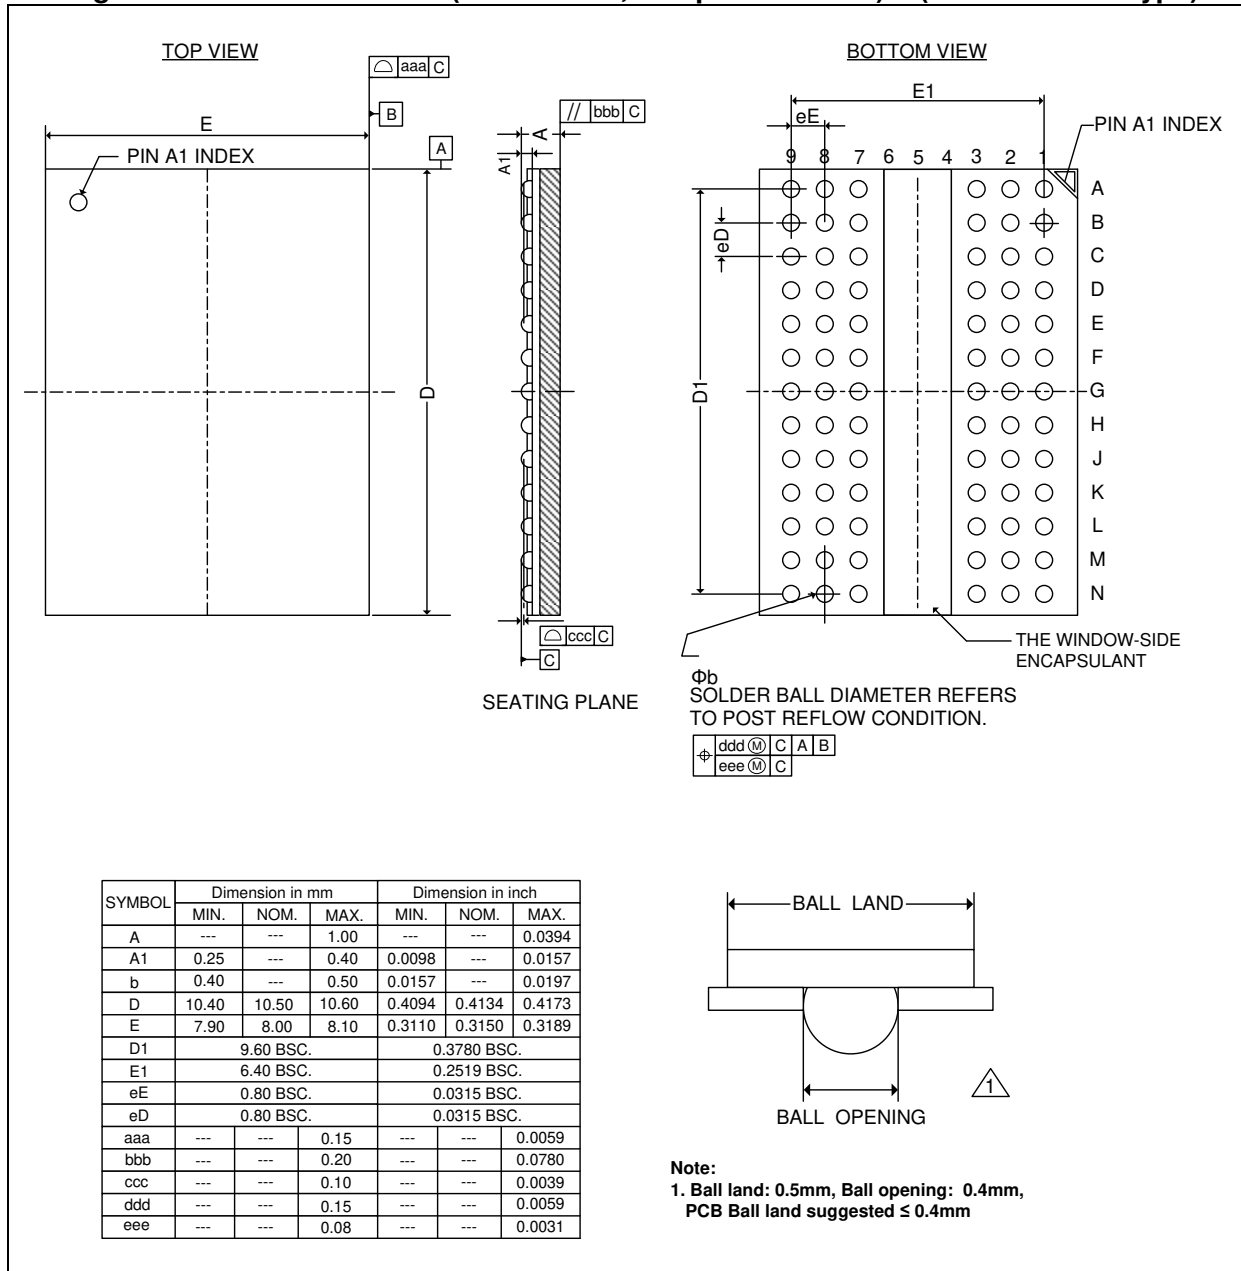 TOP VIEW
BOTTOM VIEW
aaa C
B
E
PIN A1 INDEX
A
// bbb C
A
A1
D
ccc C
C
SEATING PLANE
E1
eE
PIN A1 INDEX
9 8 7 6 5 4 3 2 1
A
B
C
D
E
F
G
H
J
K
L
M
N
eD
D1
THE WINDOW-SIDE
ENCAPSULANT
Φb
SOLDER BALL DIAMETER REFERS
TO POST REFLOW CONDITION.
⌖ ddd Ⓜ C A B
eee Ⓜ C
SYMBOL Dimension in mm Dimension in inch
MIN. NOM. MAX. MIN. NOM. MAX.
A --- --- 1.00 --- --- 0.0394
A1 0.25 --- 0.40 0.0098 --- 0.0157
b 0.40 --- 0.50 0.0157 --- 0.0197
D 10.40 10.50 10.60 0.4094 0.4134 0.4173
E 7.90 8.00 8.10 0.3110 0.3150 0.3189
D1 9.60 BSC. 0.3780 BSC.
E1 6.40 BSC. 0.2519 BSC.
eE 0.80 BSC. 0.0315 BSC.
eD 0.80 BSC. 0.0315 BSC.
aaa --- --- 0.15 --- --- 0.0059
bbb --- --- 0.20 --- --- 0.0780
ccc --- --- 0.10 --- --- 0.0039
ddd --- --- 0.15 --- --- 0.0059
eee --- --- 0.08 --- --- 0.0031
BALL LAND
BALL OPENING
1
Note:
1. Ball land: 0.5mm, Ball opening: 0.4mm,
PCB Ball land suggested ≤ 0.4mm